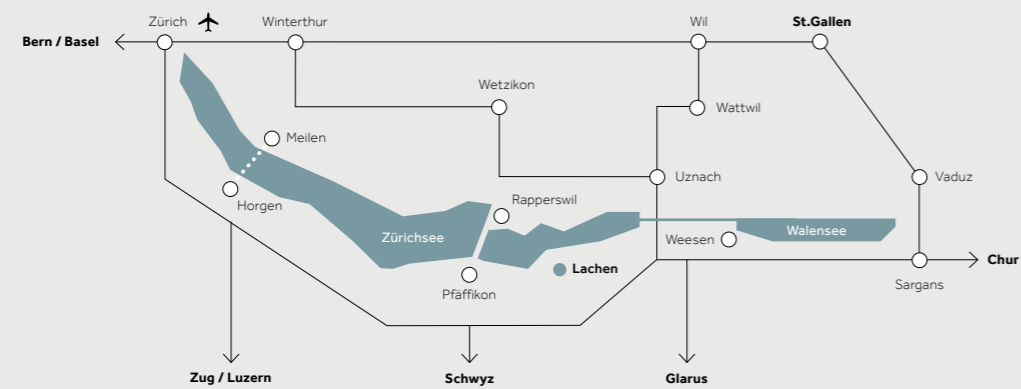 Zürich
Winterthur
Wil
St.Gallen
Bern / Basel
Wetzikon
Wattwil
Meilen
Uznach
Vaduz
Horgen
Rapperswil
Zürichsee
Weesen
Walensee
Lachen
Chur
Pfäffikon
Sargans
Zug / Luzern
Schwyz
Glarus